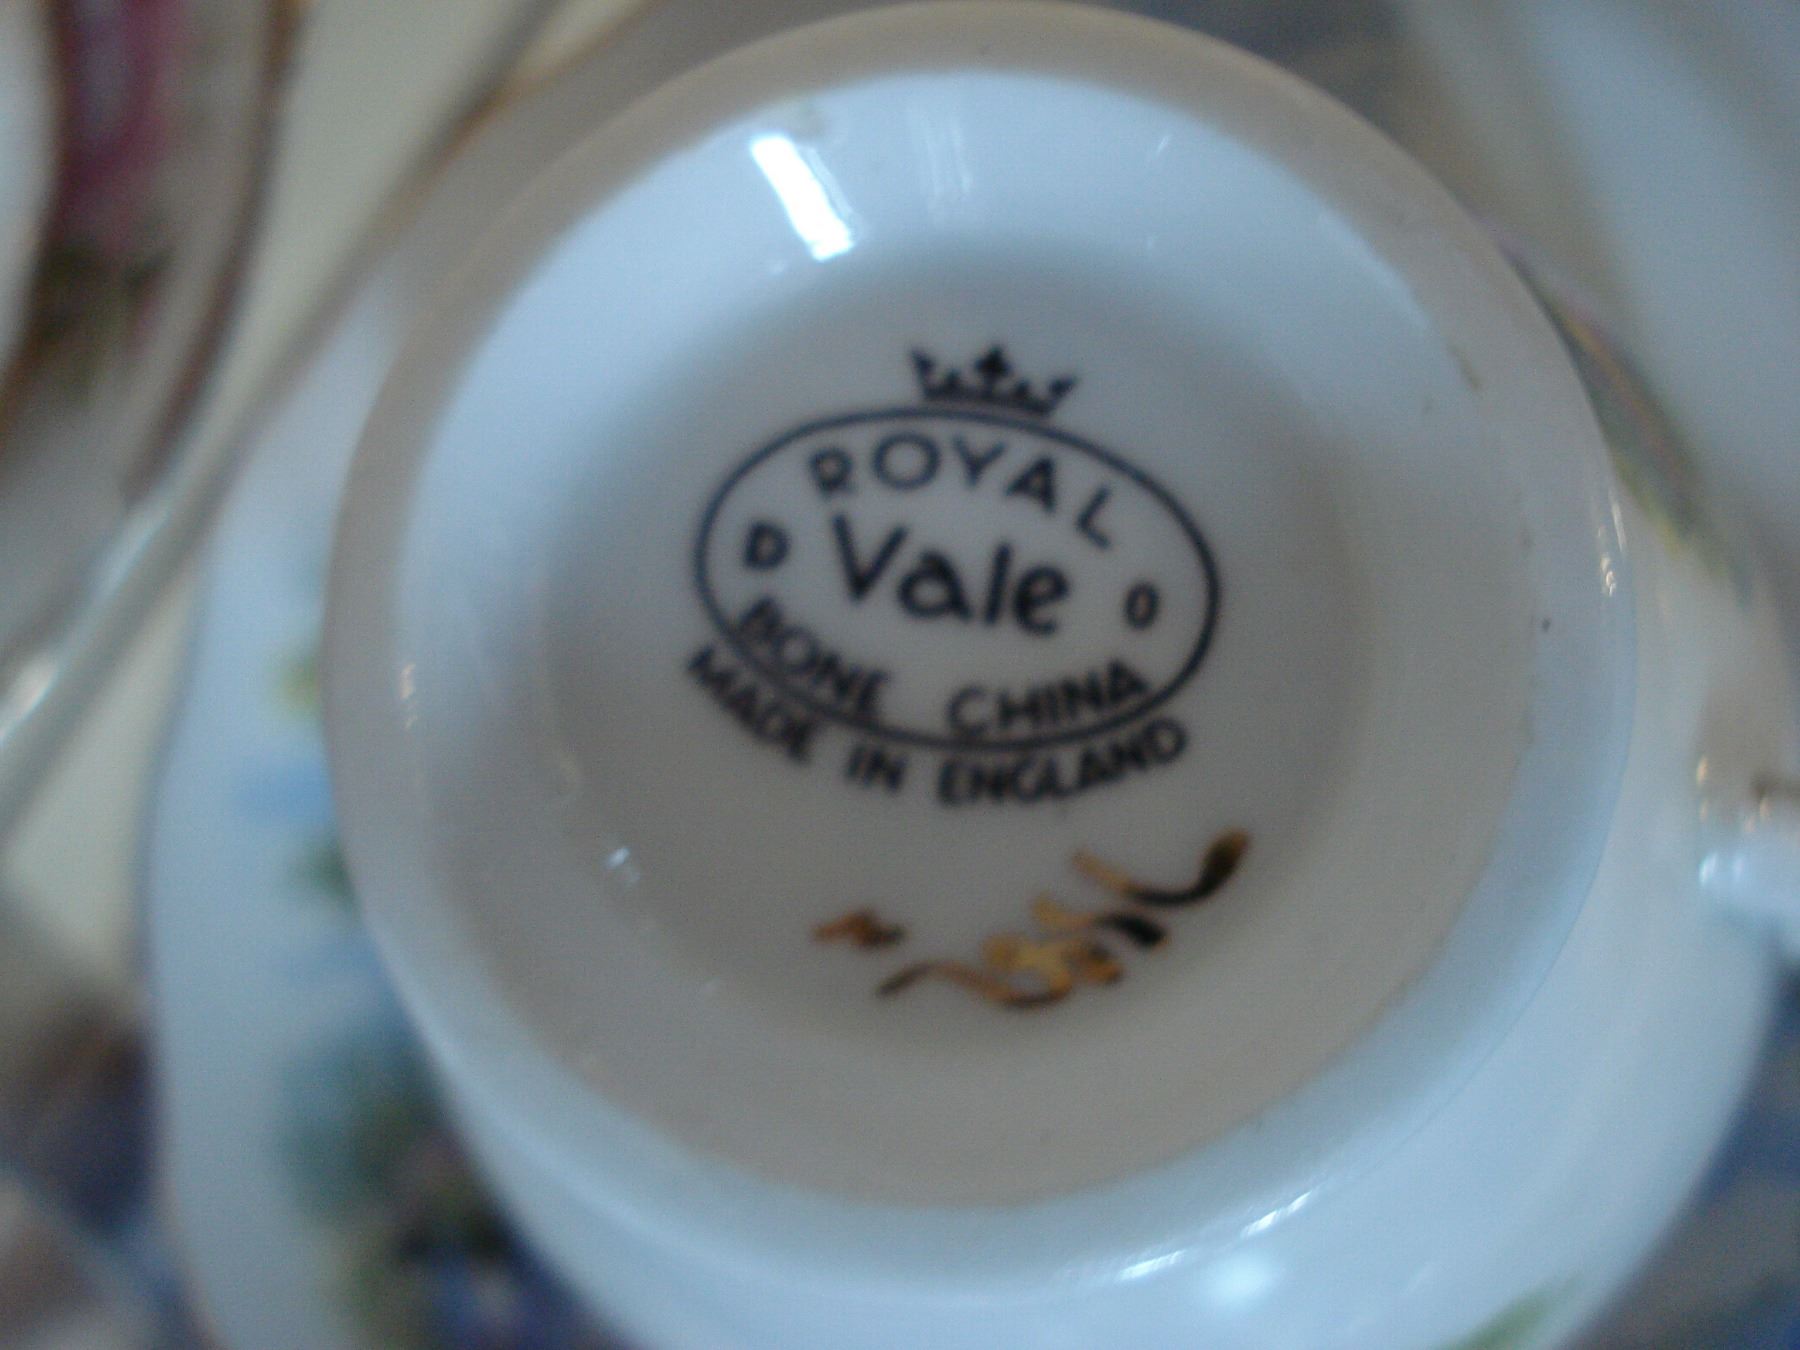 ROYAL
D Vale O
BONE CHINA
MADE IN ENGLAND